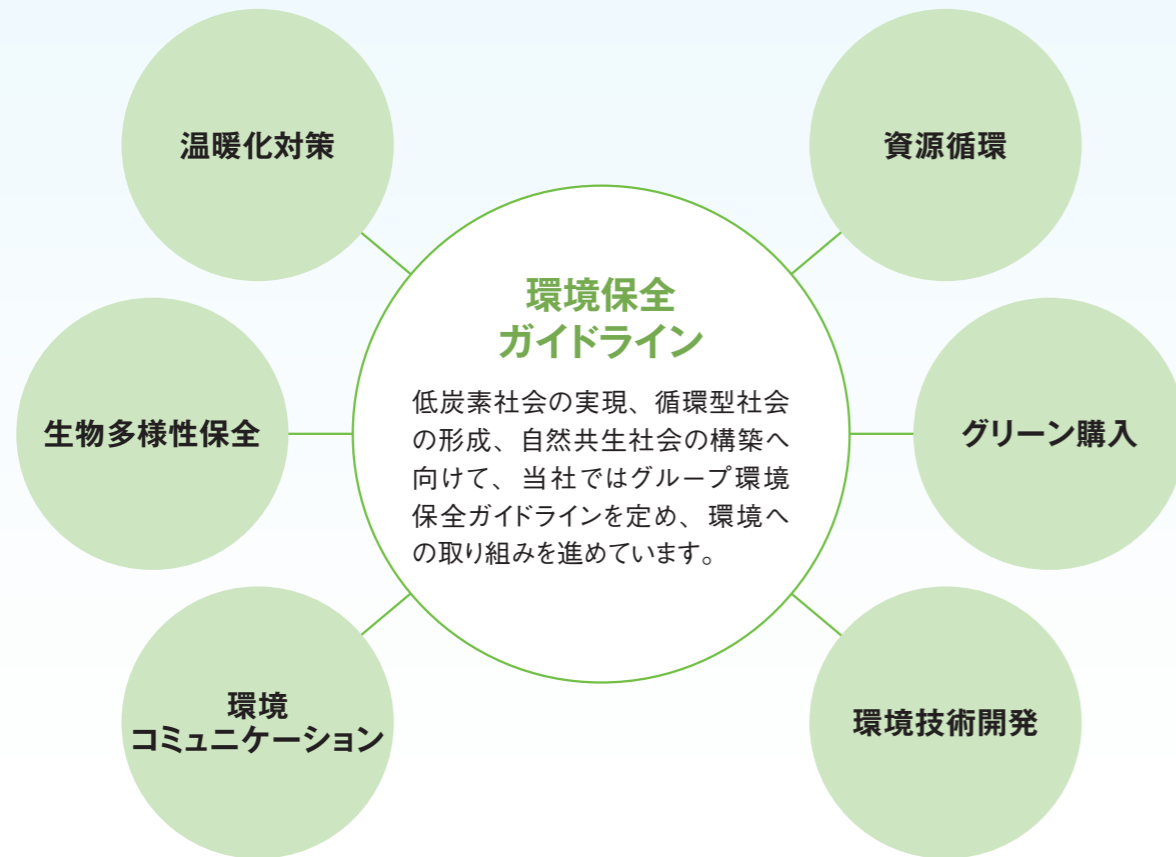 温暖化対策
資源循環
環境保全
ガイドライン
低炭素社会の実現、循環型社会
の形成、自然共生社会の構築へ
向けて、当社ではグループ環境
保全ガイドラインを定め、環境へ
の取り組みを進めています。
生物多様性保全
グリーン購入
環境
コミュニケーション
環境技術開発